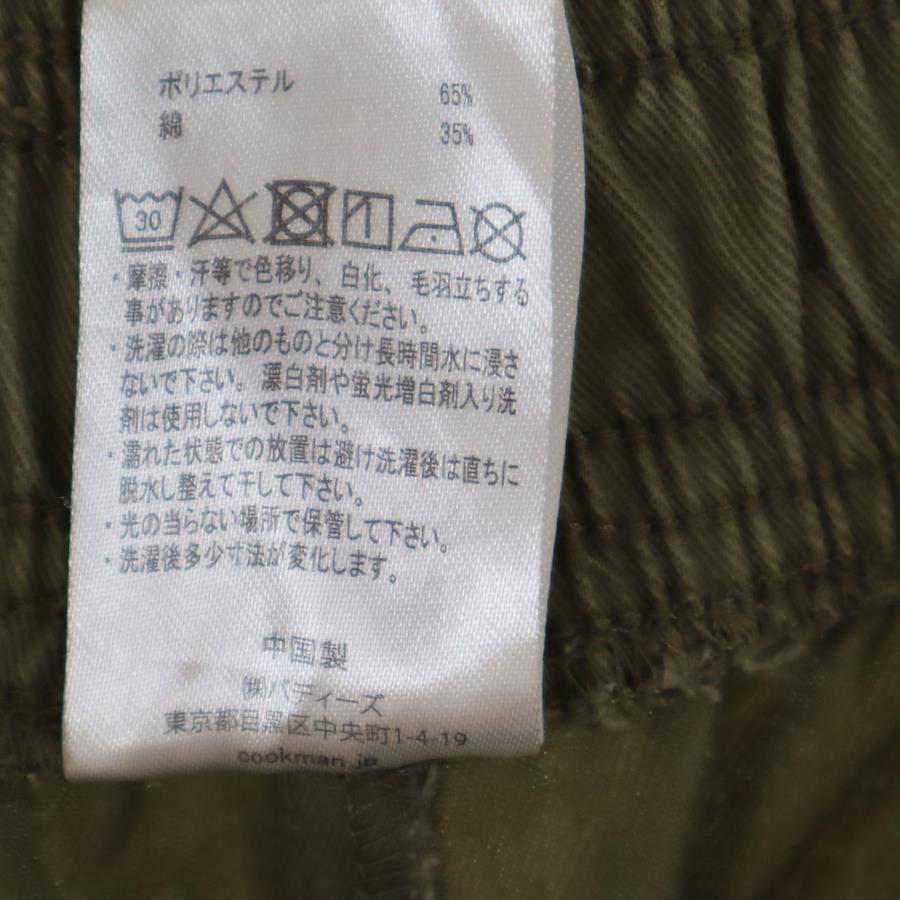 ポリエステル 65%
綿 35%
30
・摩擦・汗等で色移り、白化、毛羽立ちする
事がありますのでご注意ください。
・洗濯の際は他のものと分け長時間水に浸さ
ないで下さい。漂白剤や蛍光増白剤入り洗
剤は使用しないで下さい。
・濡れた状態での放置は避け洗濯後は直ちに
脱水し整えて干して下さい。
・光の当らない場所で保管して下さい。
・洗濯後多少寸法が変化します。
中国製
㈱バディーズ
東京都目黒区中央町1-4-19
cookman.jp